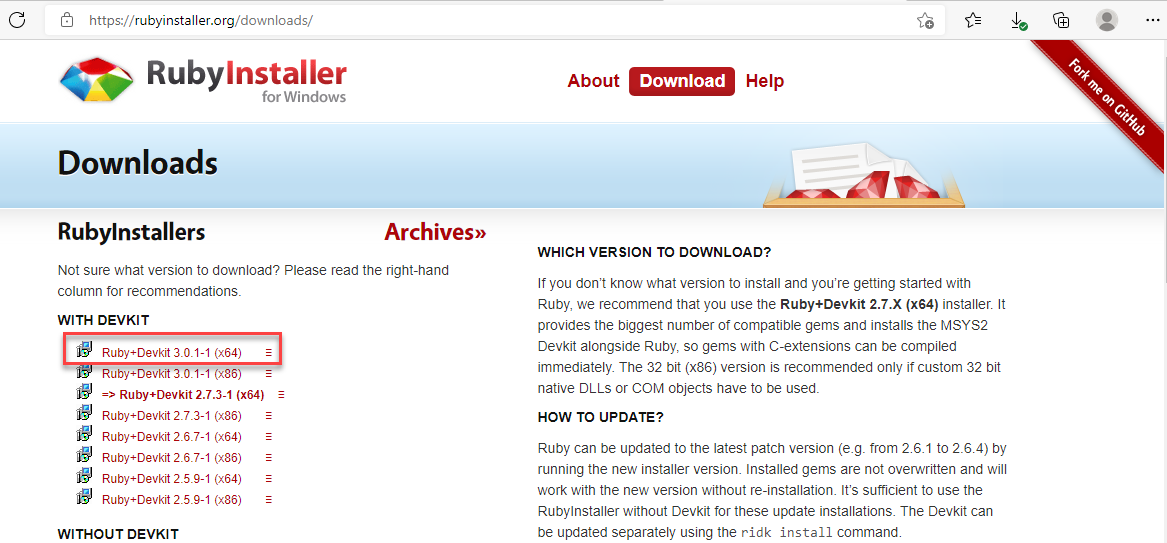 https://rubyinstaller.org/downloads/
RubyInstaller
for Windows
About Download Help
Fork me on GitHub
Downloads
RubyInstallers
Archives»
Not sure what version to download? Please read the right-hand
column for recommendations.
WITH DEVKIT
Ruby+Devkit 3.0.1-1 (x64)
Ruby+Devkit 3.0.1-1 (x86)
=> Ruby+Devkit 2.7.3-1 (x64)
Ruby+Devkit 2.7.3-1 (x86)
Ruby+Devkit 2.6.7-1 (x64)
Ruby+Devkit 2.6.7-1 (x86)
Ruby+Devkit 2.5.9-1 (x64)
Ruby+Devkit 2.5.9-1 (x86)
WITHOUT DEVKIT
WHICH VERSION TO DOWNLOAD?
If you don’t know what version to install and you’re getting started with
Ruby, we recommend that you use the Ruby+Devkit 2.7.X (x64) installer. It
provides the biggest number of compatible gems and installs the MSYS2
Devkit alongside Ruby, so gems with C-extensions can be compiled
immediately. The 32 bit (x86) version is recommended only if custom 32 bit
native DLLs or COM objects have to be used.
HOW TO UPDATE?
Ruby can be updated to the latest patch version (e.g. from 2.6.1 to 2.6.4) by
running the new installer version. Installed gems are not overwritten and will
work with the new version without re-installation. It’s sufficient to use the
RubyInstaller without Devkit for these update installations. The Devkit can
be updated separately using the ridk install command.